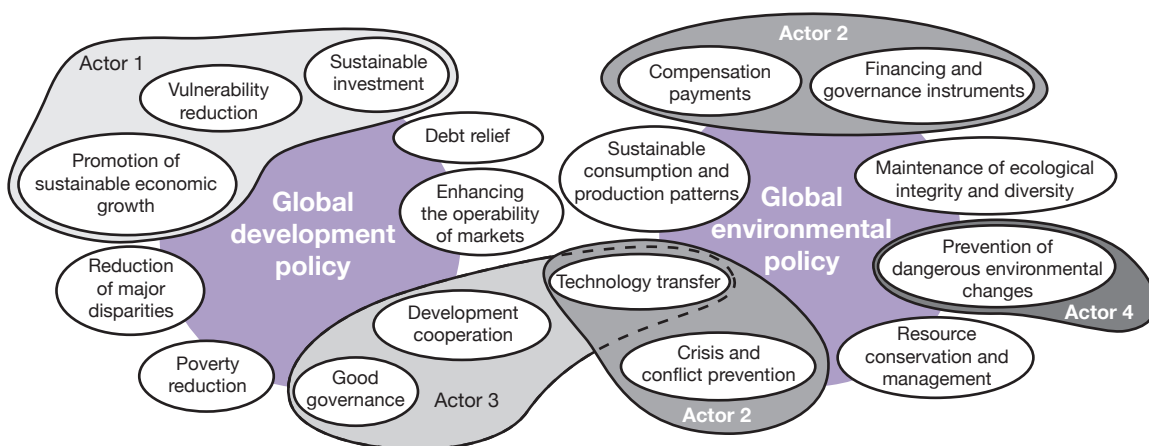 Actor 1
Vulnerability
reduction
Sustainable
investment
Promotion of
sustainable economic
growth
Debt relief
Enhancing
the operability
of markets
Global
development
policy
Reduction
of major
disparities
Poverty
reduction
Development
cooperation
Good
governance
Actor 3
Technology transfer
Crisis and
conflict prevention
Actor 2
Actor 2
Compensation
payments
Financing and
governance instruments
Sustainable
consumption and
production patterns
Global
environmental
policy
Maintenance of ecological
integrity and diversity
Prevention of
dangerous environmental
changes
Actor 4
Resource
conservation and
management